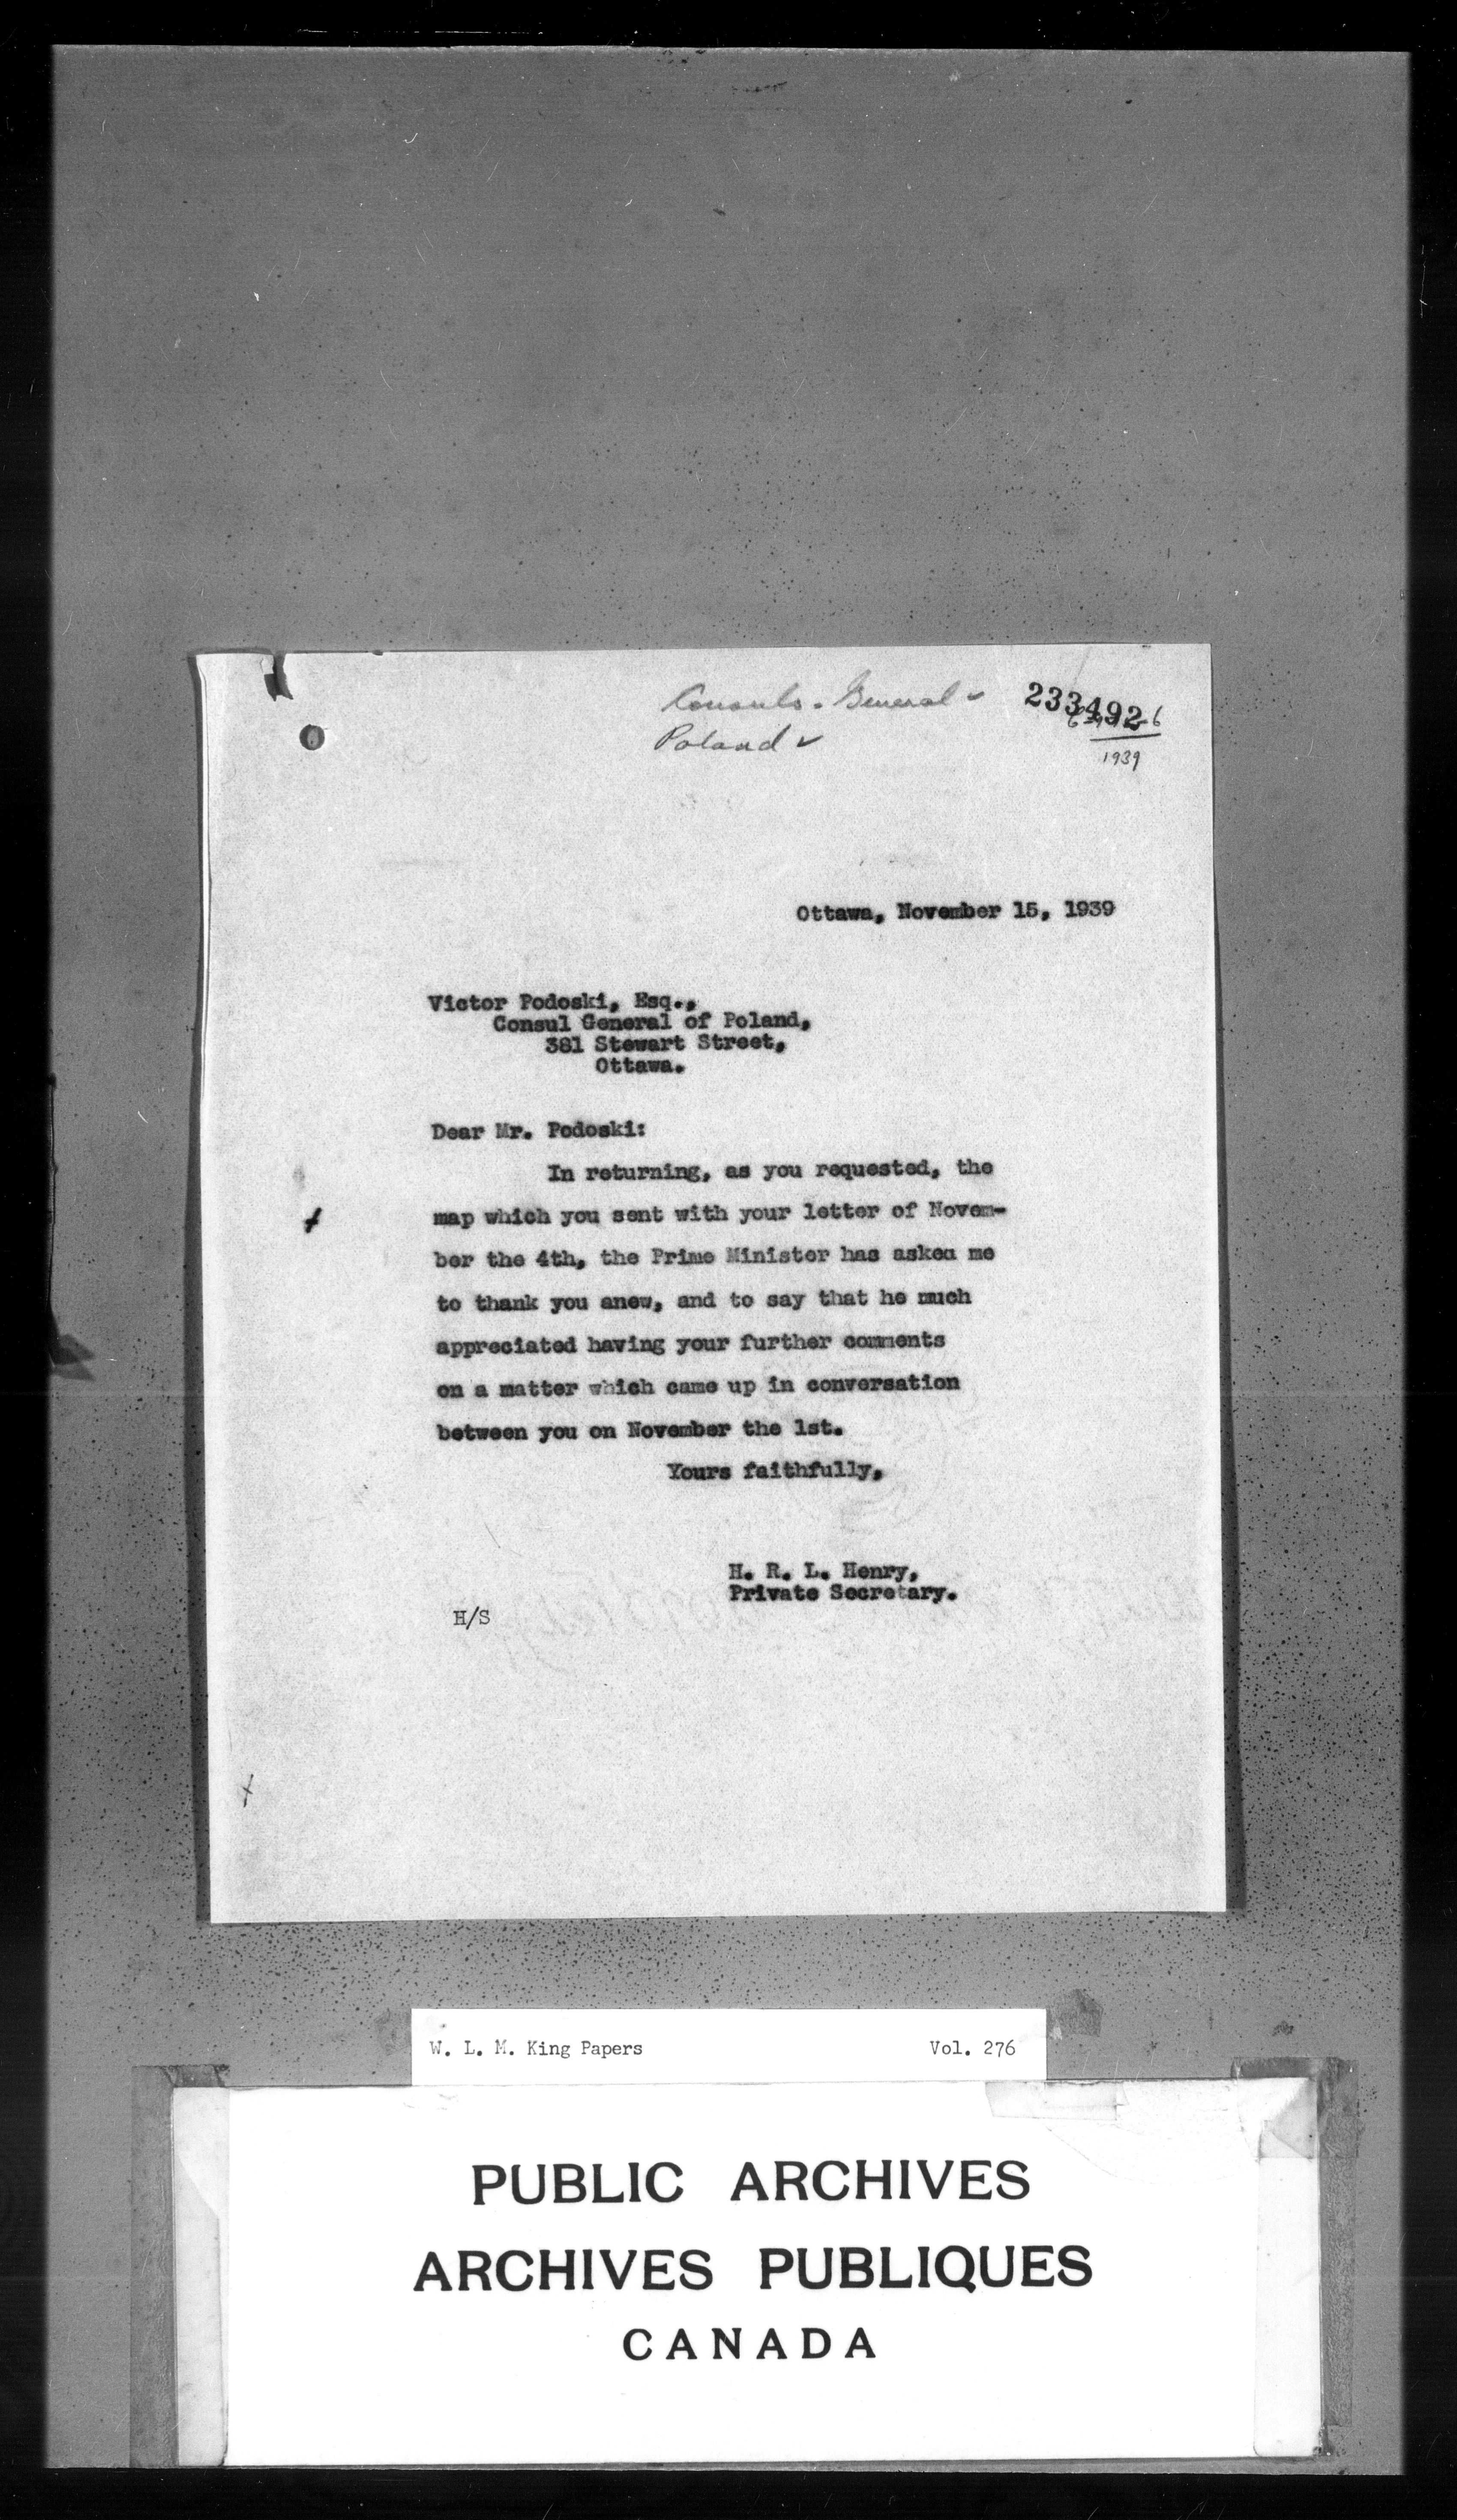 Consuls-General ✓
Poland ✓
233492
1939
Ottawa, November 15, 1939
Victor Podoski, Esq.,
Consul General of Poland,
381 Stewart Street,
Ottawa.
Dear Mr. Podoski:
In returning, as you requested, the
map which you sent with your letter of Novem-
ber the 4th, the Prime Minister has asked me
to thank you anew, and to say that he much
appreciated having your further comments
on a matter which came up in conversation
between you on November the 1st.
Yours faithfully,
H. R. L. Henry,
Private Secretary.
H/S
W. L. M. King Papers Vol. 276
PUBLIC ARCHIVES
ARCHIVES PUBLIQUES
CANADA